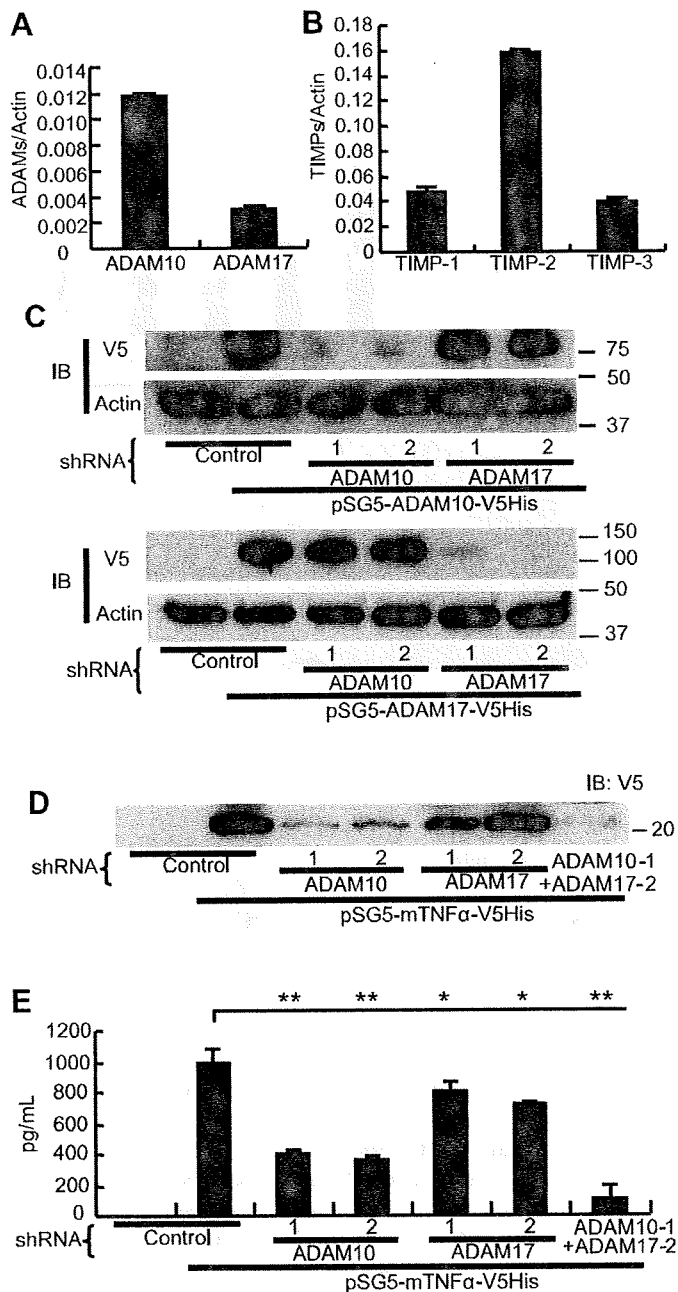 A
B
ADAMs/Actin
0.014
0.012
0.010
0.008
0.006
0.004
0.002
0
ADAM10 ADAM17
TIMPs/Actin
0.18
0.16
0.14
0.12
0.10
0.08
0.06
0.04
0.02
0
TIMP-1 TIMP-2 TIMP-3
C
IB
V5
75
50
Actin
37
shRNA{
Control
1 2 1 2
ADAM10 ADAM17
pSG5-ADAM10-V5His
IB
V5
150
100
50
Actin
37
shRNA{
Control
1 2 1 2
ADAM10 ADAM17
pSG5-ADAM17-V5His
D
IB: V5
20
shRNA{
Control
1 2 1 2 ADAM10-1
ADAM10 ADAM17 +ADAM17-2
pSG5-mTNFα-V5His
E
** ** * * **
pg/mL
1200
1000
800
600
400
200
0
shRNA{
Control
1 2 1 2 ADAM10-1
ADAM10 ADAM17 +ADAM17-2
pSG5-mTNFα-V5His